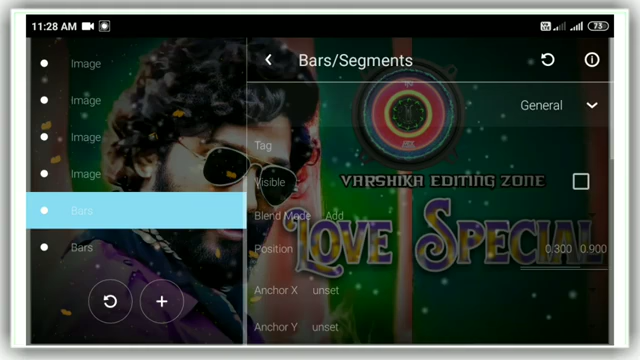 11:28 AM
73
Bars/Segments
Image
Image
Image
Image
Bars
Bars
General
Tag
Visible
VARSHIKA EDITING ZONE
Blend Mode Add
LOVE SPECIAL
Position 0.300 0.900
Anchor X unset
Anchor Y unset